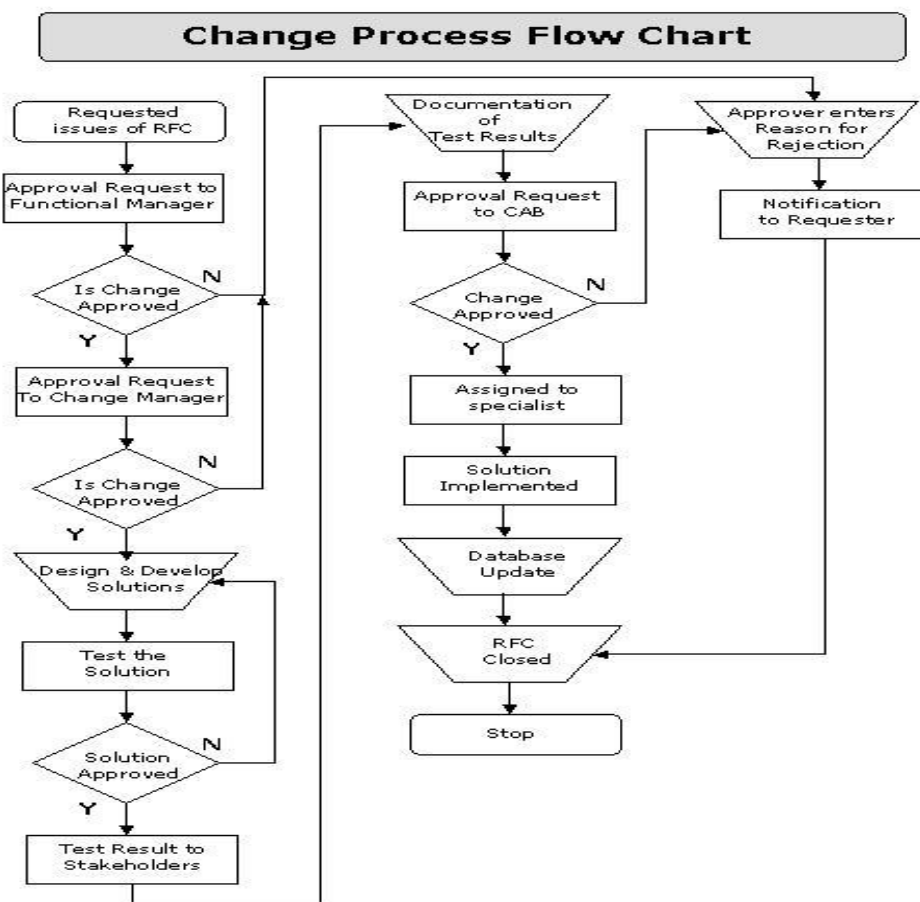 Change Process Flow Chart
Requested
issues of RFC
Approval Request to
Functional Manager
Is Change
Approved
N
Y
Approval Request
To Change Manager
Is Change
Approved
N
Y
Design & Develop
Solutions
Test the
Solution
Solution
Approved
N
Y
Test Result to
Stakeholders
Documentation
of
Test Results
Approval Request
to CAB
Change
Approved
N
Y
Assigned to
specialist
Solution
Implemented
Database
Update
RFC
Closed
Stop
Approver enters
Reason for
Rejection
Notification
to Requester